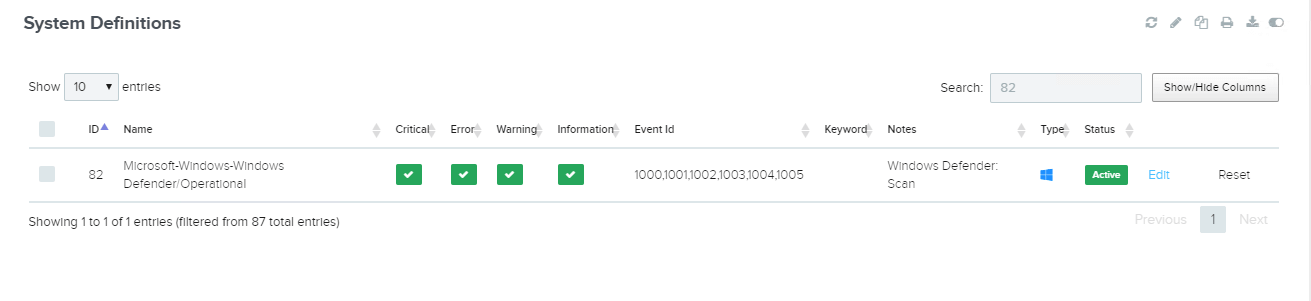 System Definitions
Show 10 entries Search: 82 Show/Hide Columns
ID Name Critical Error Warning Information Event Id Keyword Notes Type Status
82 Microsoft-Windows-Windows Defender/Operational 1000,1001,1002,1003,1004,1005 Windows Defender: Scan Active Edit Reset
Showing 1 to 1 of 1 entries (filtered from 87 total entries) Previous 1 Next